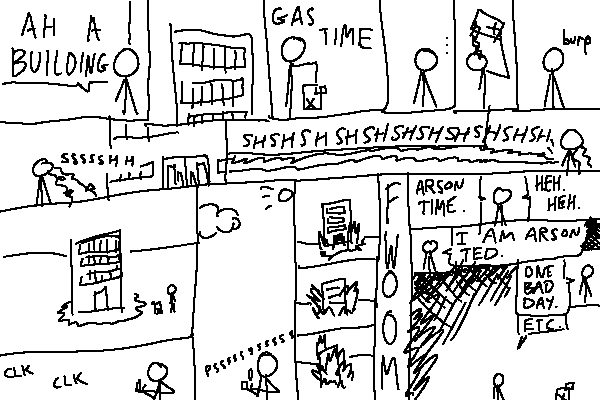 AH A
BUILDING
GAS
TIME
...
burp
SSSSSHH
SHSHSHSHSHSHSHSHSHSHSH
ARSON
TIME.
HEH.
HEH.
I AM ARSON
TED.
ONE
BAD
DAY.
ETC.
FWOOM
CLK
CLK